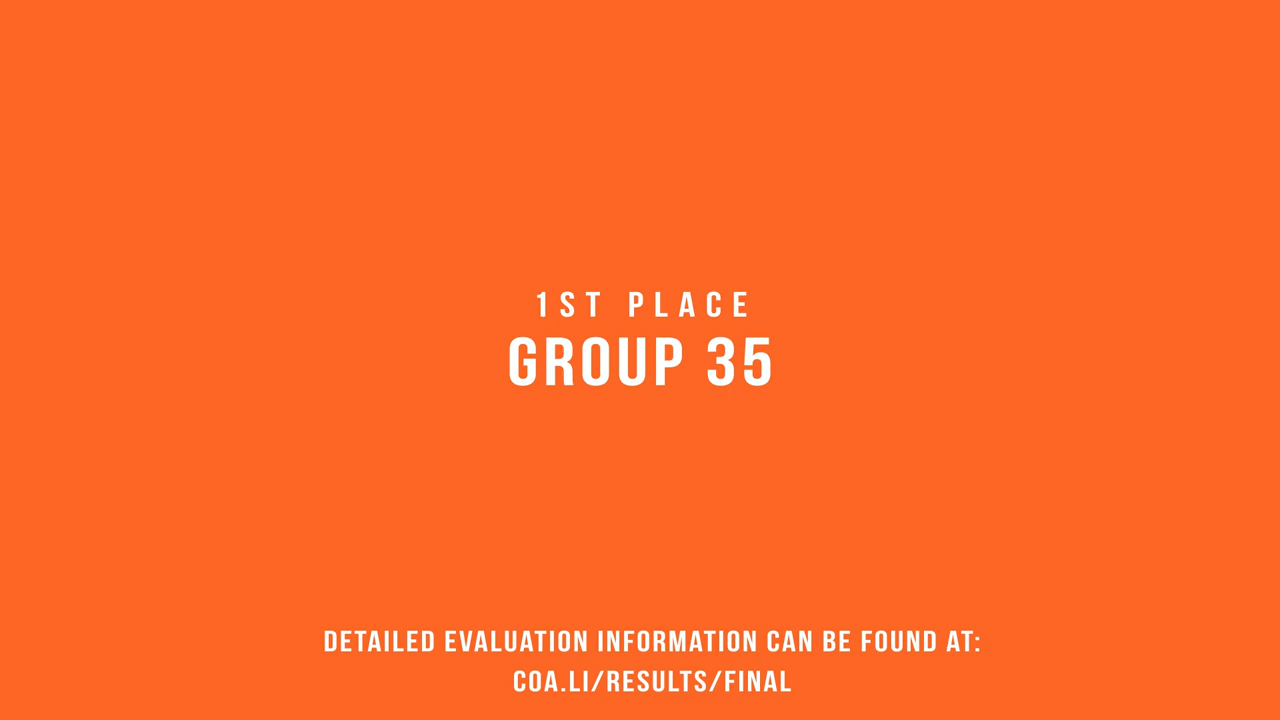 1ST PLACE
GROUP 35
DETAILED EVALUATION INFORMATION CAN BE FOUND AT:
COA.LI/RESULTS/FINAL